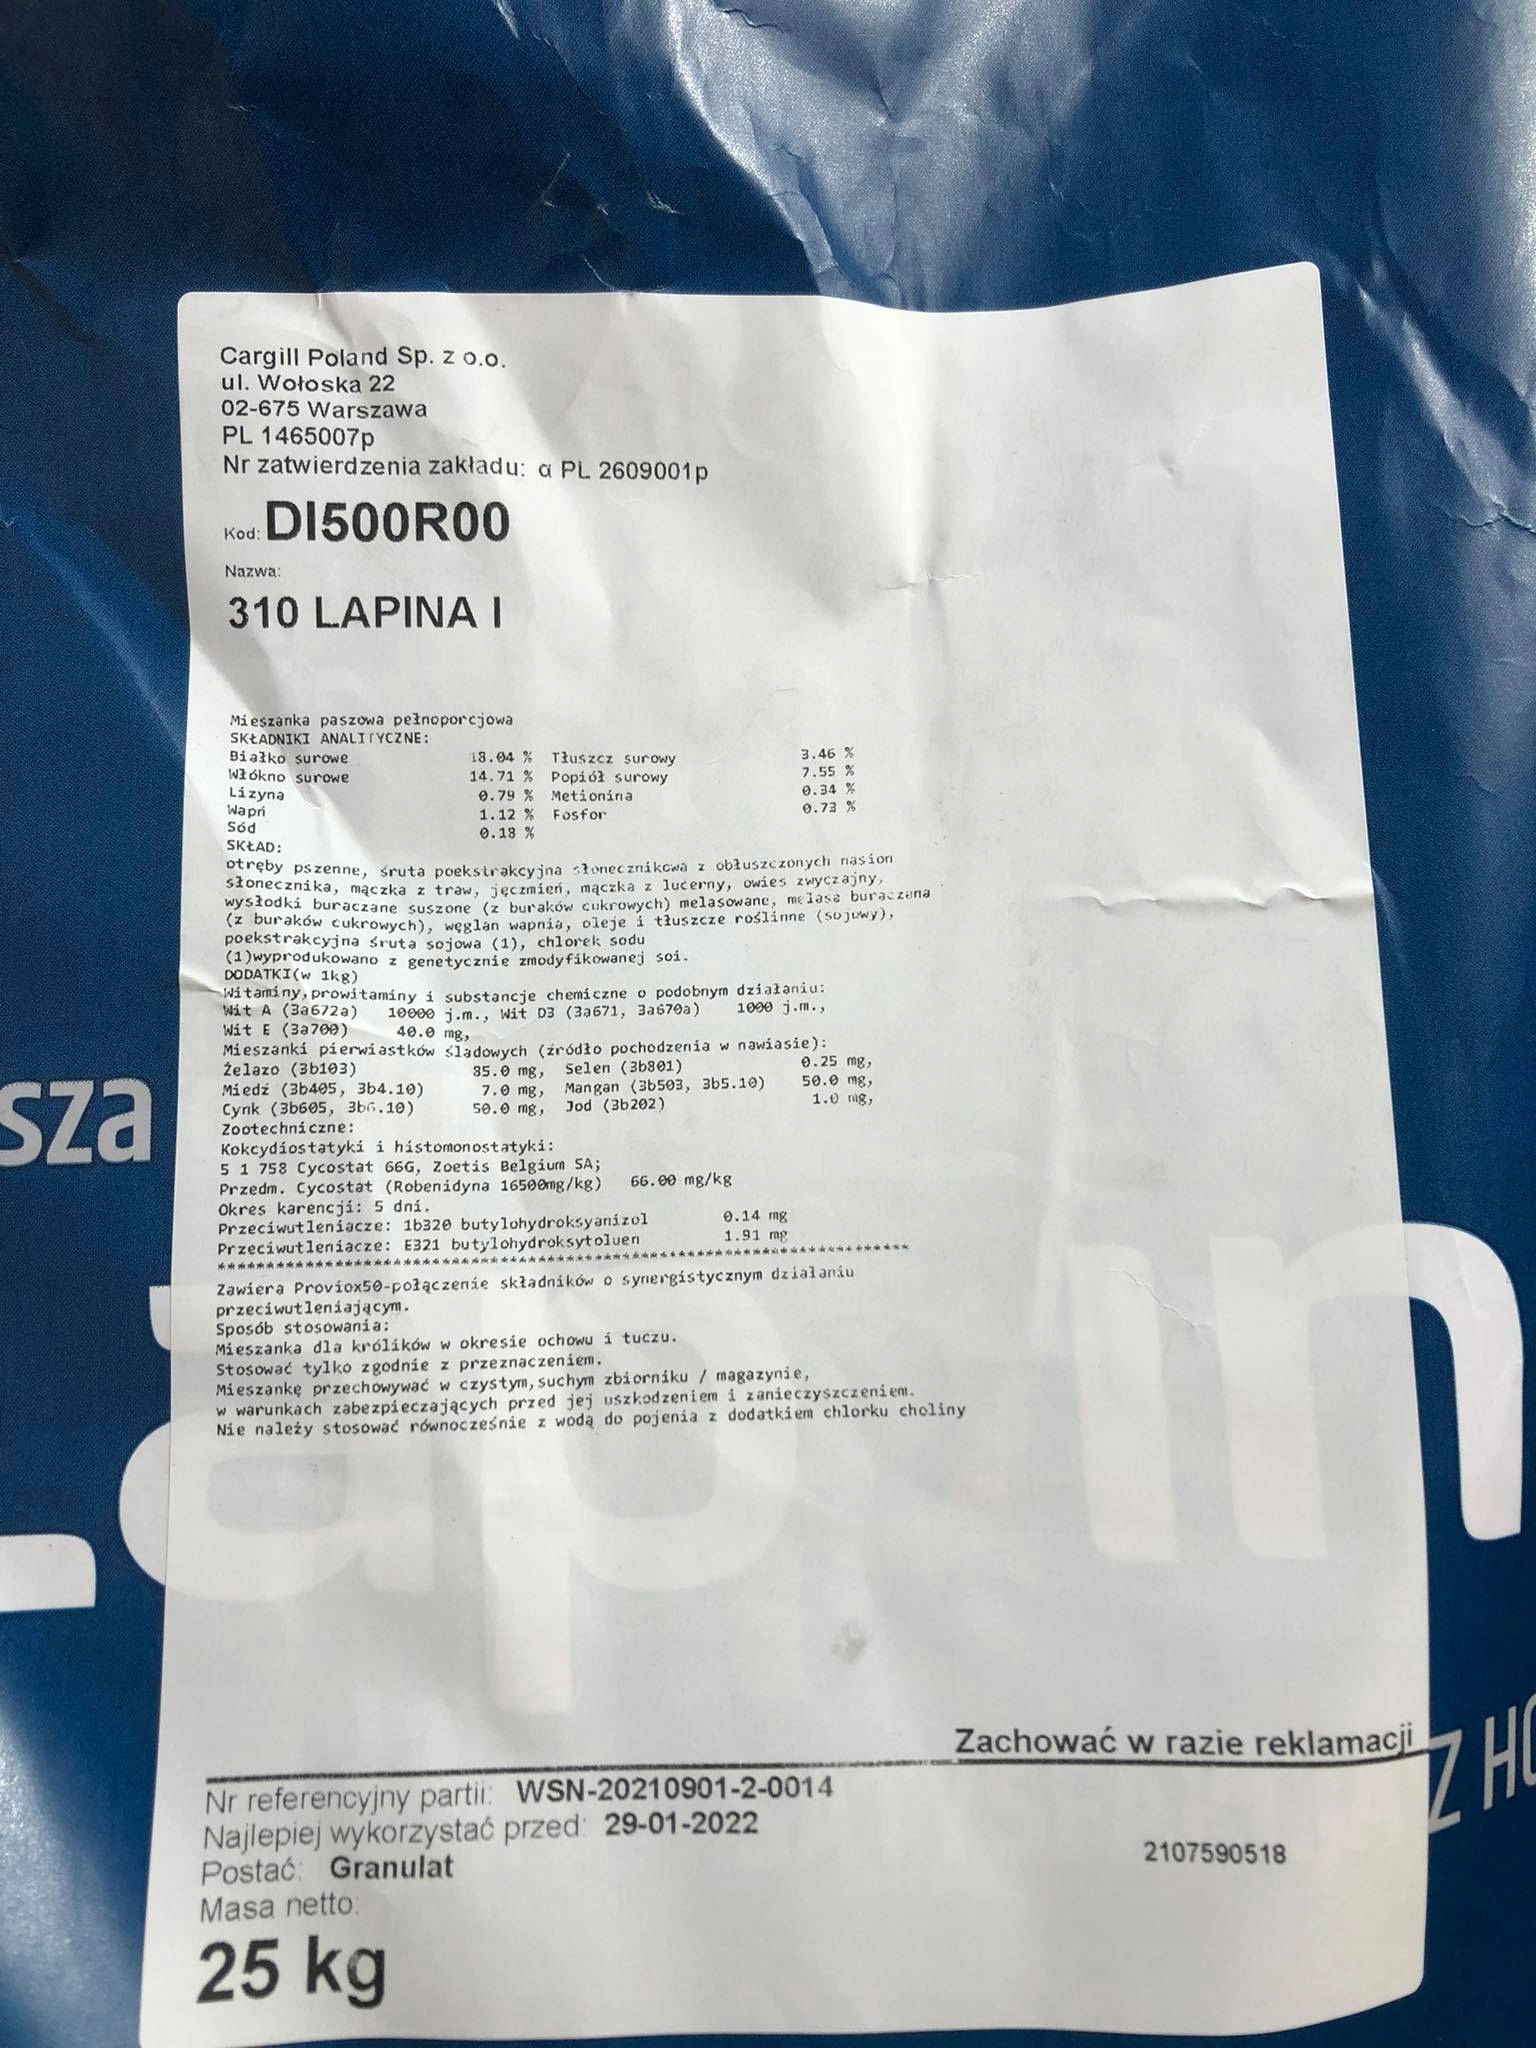 Cargill Poland Sp. z o.o.
ul. Wołoska 22
02-675 Warszawa
PL 1465007p
Nr zatwierdzenia zakładu: α PL 2609001p
Kod: DI500R00
Nazwa:
310 LAPINA I
Mieszanka paszowa pełnoporcjowa
SKŁADNIKI ANALITYCZNE:
Białko surowe 18.04 % Tłuszcz surowy 3.46 %
Włókno surowe 14.71 % Popiół surowy 7.55 %
Lizyna 0.79 % Metionina 0.34 %
Wapń 1.12 % Fosfor 0.73 %
Sód 0.18 %
SKŁAD:
otręby pszenne, śruta poekstrakcyjna słonecznikowa z obłuszczonych nasion
słonecznika, mączka z traw, jęczmień, mączka z lucerny, owies zwyczajny,
wysłodki buraczane suszone (z buraków cukrowych) melasowane, melasa buraczana
(z buraków cukrowych), węglan wapnia, oleje i tłuszcze roślinne (sojowy),
poekstrakcyjna śruta sojowa (1), chlorek sodu
(1)wyprodukowano z genetycznie zmodyfikowanej soi.
DODATKI(w 1kg)
Witaminy,prowitaminy i substancje chemiczne o podobnym działaniu:
Wit A (3a672a) 10000 j.m., Wit D3 (3a671, 3a670a) 1000 j.m.,
Wit E (3a700) 40.0 mg,
Mieszanki pierwiastków śladowych (źródło pochodzenia w nawiasie):
Żelazo (3b103) 85.0 mg, Selen (3b801) 0.25 mg,
Miedź (3b405, 3b4.10) 7.0 mg, Mangan (3b503, 3b5.10) 50.0 mg,
Cynk (3b605, 3b6.10) 50.0 mg, Jod (3b202) 1.0 mg,
Zootechniczne:
Kokcydiostatyki i histomonostatyki:
5 1 758 Cycostat 66G, Zoetis Belgium SA;
Przedm. Cycostat (Robenidyna 16500mg/kg) 66.00 mg/kg
Okres karencji: 5 dni.
Przeciwutleniacze: 1b320 butylohydroksyanizol 0.14 mg
Przeciwutleniacze: E321 butylohydroksytoluen 1.91 mg
Zawiera Proviox50-połączenie składników o synergistycznym działaniu
przeciwutleniającym.
Sposób stosowania:
Mieszanka dla królików w okresie ochowu i tuczu.
Stosować tylko zgodnie z przeznaczeniem.
Mieszankę przechowywać w czystym,suchym zbiorniku / magazynie,
w warunkach zabezpieczających przed jej uszkodzeniem i zanieczyszczeniem.
Nie należy stosować równocześnie z wodą do pojenia z dodatkiem chlorku choliny
Zachować w razie reklamacji
Nr referencyjny partii: WSN-20210901-2-0014
Najlepiej wykorzystać przed: 29-01-2022
2107590518
Postać: Granulat
Masa netto:
25 kg
sza
Lapin